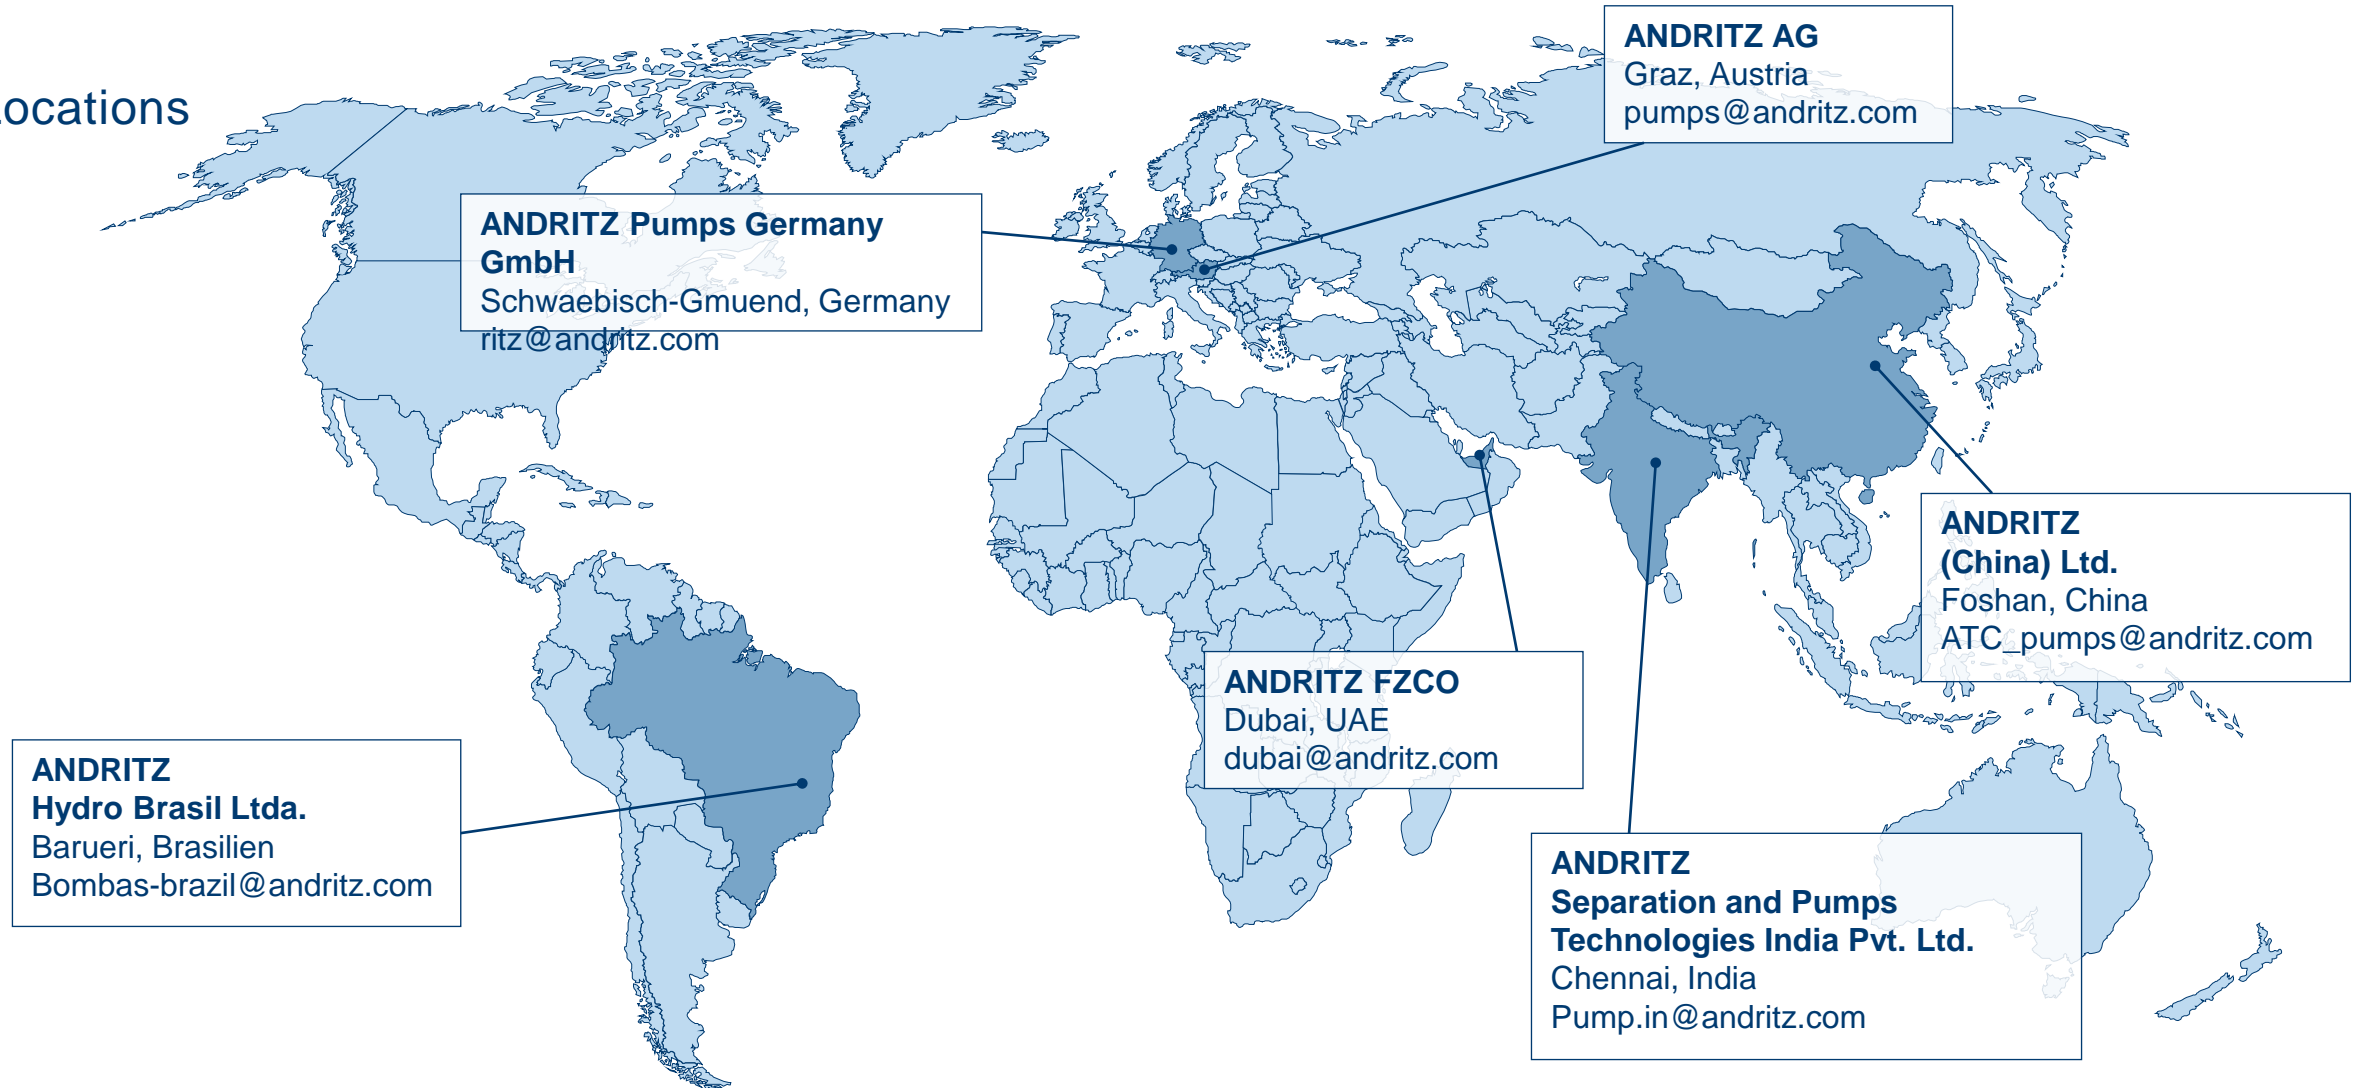 ocations
ANDRITZ AG
Graz, Austria
pumps@andritz.com
ANDRITZ Pumps Germany
GmbH
Schwaebisch-Gmuend, Germany
ritz@andritz.com
ANDRITZ
(China) Ltd.
Foshan, China
ATC_pumps@andritz.com
ANDRITZ FZCO
Dubai, UAE
dubai@andritz.com
ANDRITZ
Hydro Brasil Ltda.
Barueri, Brasilien
Bombas-brazil@andritz.com
ANDRITZ
Separation and Pumps
Technologies India Pvt. Ltd.
Chennai, India
Pump.in@andritz.com